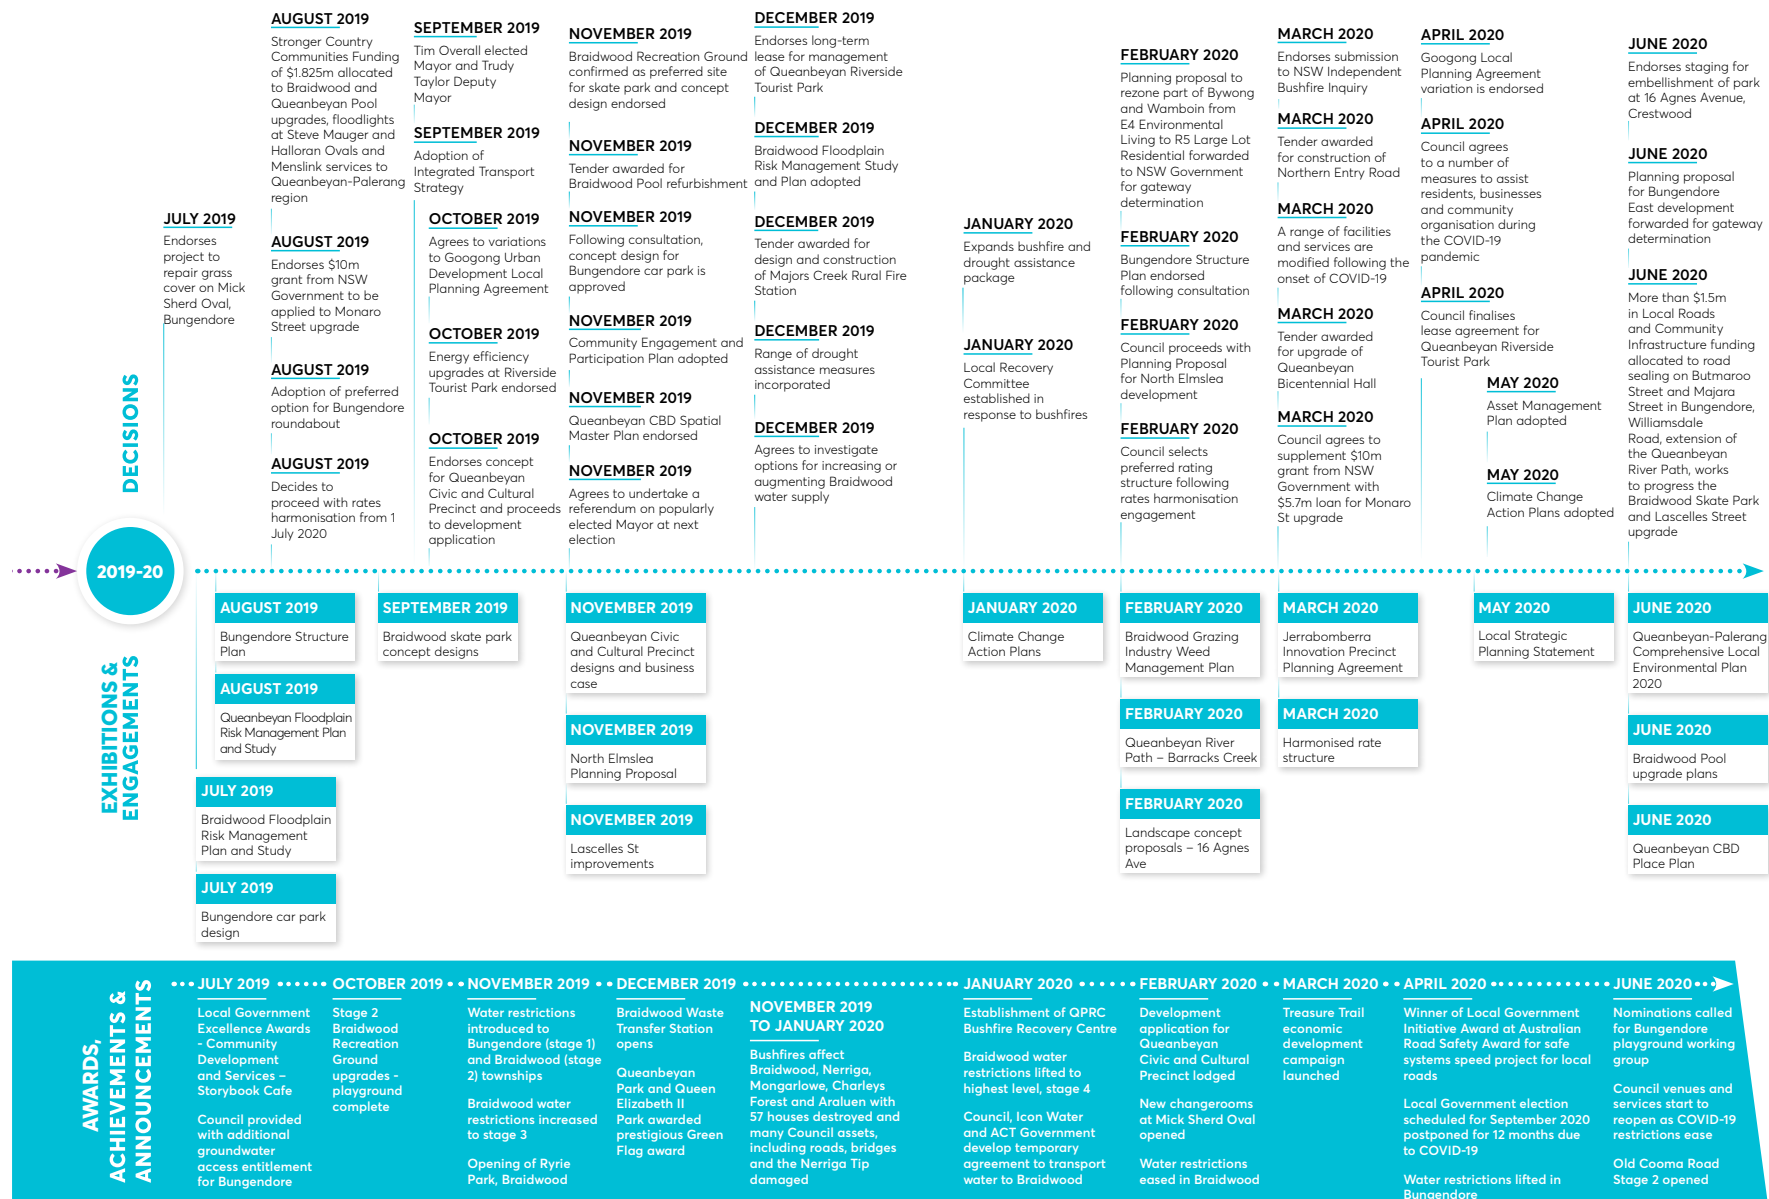 JULY 2019
Endorses
project to
repair grass
cover on Mick
Sherd Oval,
Bungendore
AUGUST 2019
Stronger Country
Communities Funding
of $1.825m allocated
to Braidwood and
Queanbeyan Pool
upgrades, floodlights
at Steve Mauger and
Halloran Ovals and
Menslink services to
Queanbeyan-Palerang
region
AUGUST 2019
Endorses $10m
grant from NSW
Government to be
applied to Monaro
Street upgrade
AUGUST 2019
Adoption of preferred
option for Bungendore
roundabout
AUGUST 2019
Decides to
proceed with rates
harmonisation from 1
July 2020
SEPTEMBER 2019
Tim Overall elected
Mayor and Trudy
Taylor Deputy
Mayor
SEPTEMBER 2019
Adoption of
Integrated Transport
Strategy
OCTOBER 2019
Agrees to variations
to Googong Urban
Development Local
Planning Agreement
OCTOBER 2019
Energy efficiency
upgrades at Riverside
Tourist Park endorsed
OCTOBER 2019
Endorses concept
for Queanbeyan
Civic and Cultural
Precinct and proceeds
to development
application
NOVEMBER 2019
Braidwood Recreation Ground
confirmed as preferred site
for skate park and concept
design endorsed
NOVEMBER 2019
Tender awarded for
Braidwood Pool refurbishment
NOVEMBER 2019
Following consultation,
concept design for
Bungendore car park is
approved
NOVEMBER 2019
Community Engagement and
Participation Plan adopted
NOVEMBER 2019
Queanbeyan CBD Spatial
Master Plan endorsed
NOVEMBER 2019
Agrees to undertake a
referendum on popularly
elected Mayor at next
election
DECEMBER 2019
Endorses long-term
lease for management
of Queanbeyan Riverside
Tourist Park
DECEMBER 2019
Braidwood Floodplain
Risk Management Study
and Plan adopted
DECEMBER 2019
Tender awarded for
design and construction
of Majors Creek Rural Fire
Station
DECEMBER 2019
Range of drought
assistance measures
incorporated
DECEMBER 2019
Agrees to investigate
options for increasing or
augmenting Braidwood
water supply
JANUARY 2020
Expands bushfire and
drought assistance
package
JANUARY 2020
Local Recovery
Committee
established in
response to bushfires
FEBRUARY 2020
Planning proposal to
rezone part of Bywong
and Wamboin from
E4 Environmental
Living to R5 Large Lot
Residential forwarded
to NSW Government
for gateway
determination
FEBRUARY 2020
Bungendore Structure
Plan endorsed
following consultation
FEBRUARY 2020
Council proceeds with
Planning Proposal
for North Elmslea
development
FEBRUARY 2020
Council selects
preferred rating
structure following
rates harmonisation
engagement
MARCH 2020
Endorses submission
to NSW Independent
Bushfire Inquiry
MARCH 2020
Tender awarded
for construction of
Northern Entry Road
MARCH 2020
A range of facilities
and services are
modified following the
onset of COVID-19
MARCH 2020
Tender awarded
for upgrade of
Queanbeyan
Bicentennial Hall
MARCH 2020
Council agrees to
supplement $10m
grant from NSW
Government with
$5.7m loan for Monaro
St upgrade
APRIL 2020
Googong Local
Planning Agreement
variation is endorsed
APRIL 2020
Council agrees
to a number of
measures to assist
residents, businesses
and community
organisation during
the COVID-19
pandemic
APRIL 2020
Council finalises
lease agreement for
Queanbeyan Riverside
Tourist Park
MAY 2020
Asset Management
Plan adopted
MAY 2020
Climate Change
Action Plans adopted
JUNE 2020
Endorses staging for
embellishment of park
at 16 Agnes Avenue,
Crestwood
JUNE 2020
Planning proposal
for Bungendore
East development
forwarded for gateway
determination
JUNE 2020
More than $1.5m
in Local Roads
and Community
Infrastructure funding
allocated to road
sealing on Butmaroo
Street and Majara
Street in Bungendore,
Williamsdale
Road, extension of
the Queanbeyan
River Path, works
to progress the
Braidwood Skate Park
and Lascelles Street
upgrade
DECISIONS
2019-20
EXHIBITIONS &
ENGAGEMENTS
AUGUST 2019
Bungendore Structure
Plan
AUGUST 2019
Queanbeyan Floodplain
Risk Management Plan
and Study
JULY 2019
Braidwood Floodplain
Risk Management
Plan and Study
JULY 2019
Bungendore car park
design
SEPTEMBER 2019
Braidwood skate park
concept designs
NOVEMBER 2019
Queanbeyan Civic
and Cultural Precinct
designs and business
case
NOVEMBER 2019
North Elmslea
Planning Proposal
NOVEMBER 2019
Lascelles St
improvements
JANUARY 2020
Climate Change
Action Plans
FEBRUARY 2020
Braidwood Grazing
Industry Weed
Management Plan
FEBRUARY 2020
Queanbeyan River
Path – Barracks Creek
FEBRUARY 2020
Landscape concept
proposals – 16 Agnes
Ave
MARCH 2020
Jerrabomberra
Innovation Precinct
Planning Agreement
MARCH 2020
Harmonised rate
structure
MAY 2020
Local Strategic
Planning Statement
JUNE 2020
Queanbeyan-Palerang
Comprehensive Local
Environmental Plan
2020
JUNE 2020
Braidwood Pool
upgrade plans
JUNE 2020
Queanbeyan CBD
Place Plan
AWARDS,
ACHIEVEMENTS &
ANNOUNCEMENTS
JULY 2019
Local Government
Excellence Awards
- Community
Development
and Services –
Storybook Cafe
Council provided
with additional
groundwater
access entitlement
for Bungendore
OCTOBER 2019
Stage 2
Braidwood
Recreation
Ground
upgrades -
playground
complete
NOVEMBER 2019
Water restrictions
introduced to
Bungendore (stage 1)
and Braidwood (stage
2) townships
Braidwood water
restrictions increased
to stage 3
Opening of Ryrie
Park, Braidwood
DECEMBER 2019
Braidwood Waste
Transfer Station
opens
Queanbeyan
Park and Queen
Elizabeth II
Park awarded
prestigious Green
Flag award
NOVEMBER 2019
TO JANUARY 2020
Bushfires affect
Braidwood, Nerriga,
Mongarlowe, Charleys
Forest and Araluen with
57 houses destroyed and
many Council assets,
including roads, bridges
and the Nerriga Tip
damaged
JANUARY 2020
Establishment of QPRC
Bushfire Recovery Centre
Braidwood water
restrictions lifted to
highest level, stage 4
Council, Icon Water
and ACT Government
develop temporary
agreement to transport
water to Braidwood
FEBRUARY 2020
Development
application for
Queanbeyan
Civic and Cultural
Precinct lodged
New changerooms
at Mick Sherd Oval
opened
Water restrictions
eased in Braidwood
MARCH 2020
Treasure Trail
economic
development
campaign
launched
APRIL 2020
Winner of Local Government
Initiative Award at Australian
Road Safety Award for safe
systems speed project for local
roads
Local Government election
scheduled for September 2020
postponed for 12 months due
to COVID-19
Water restrictions lifted in
Bungendore
JUNE 2020
Nominations called
for Bungendore
playground working
group
Council venues and
services start to
reopen as COVID-19
restrictions ease
Old Cooma Road
Stage 2 opened